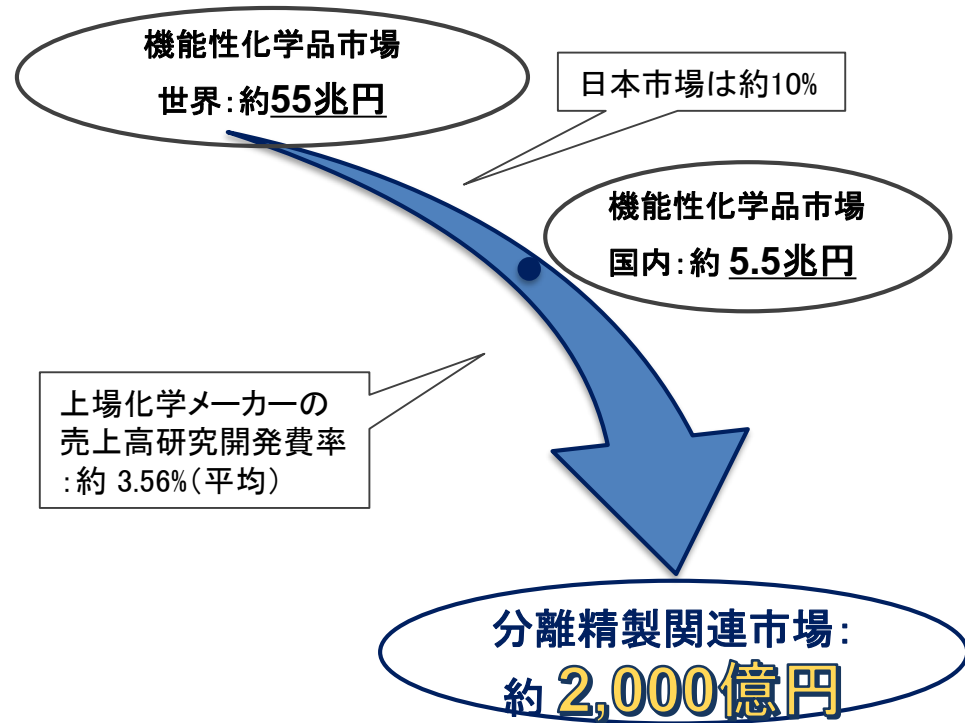 機能性化学品市場
世界：約55兆円
日本市場は約10%
機能性化学品市場
国内：約 5.5兆円
上場化学メーカーの
売上高研究開発費率
：約 3.56%（平均）
分離精製関連市場：
約 2,000億円